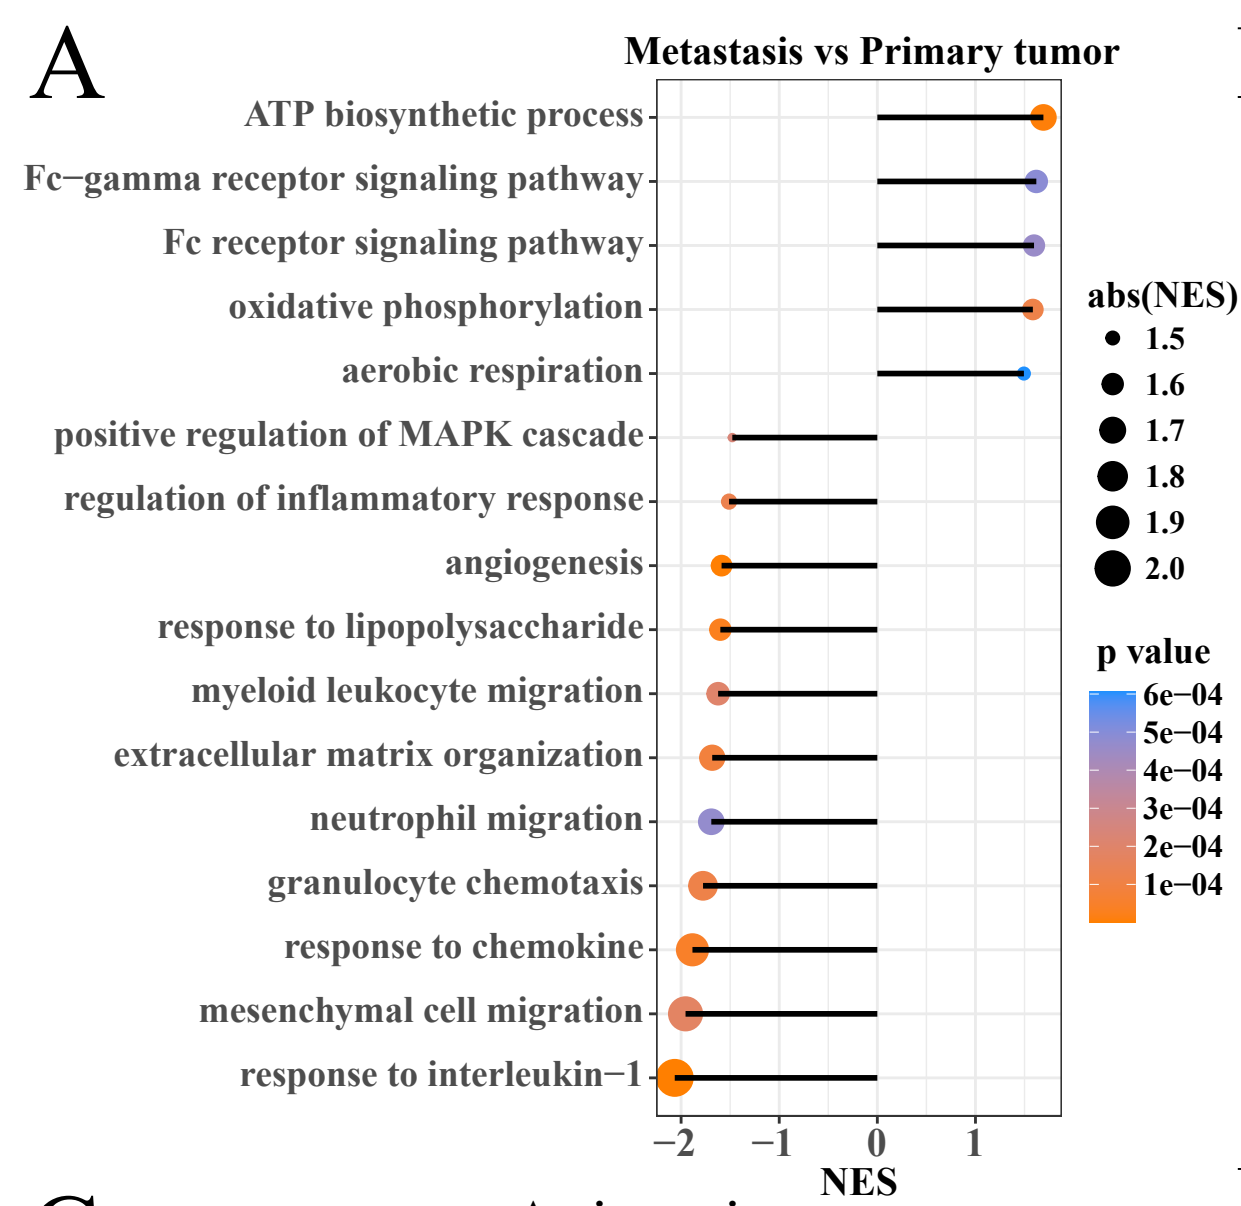 A
Metastasis vs Primary tumor
ATP biosynthetic process
Fc−gamma receptor signaling pathway
Fc receptor signaling pathway
oxidative phosphorylation
aerobic respiration
positive regulation of MAPK cascade
regulation of inflammatory response
angiogenesis
response to lipopolysaccharide
myeloid leukocyte migration
extracellular matrix organization
neutrophil migration
granulocyte chemotaxis
response to chemokine
mesenchymal cell migration
response to interleukin−1
−2 −1 0 1
NES
abs(NES)
1.5
1.6
1.7
1.8
1.9
2.0
p value
6e−04
5e−04
4e−04
3e−04
2e−04
1e−04